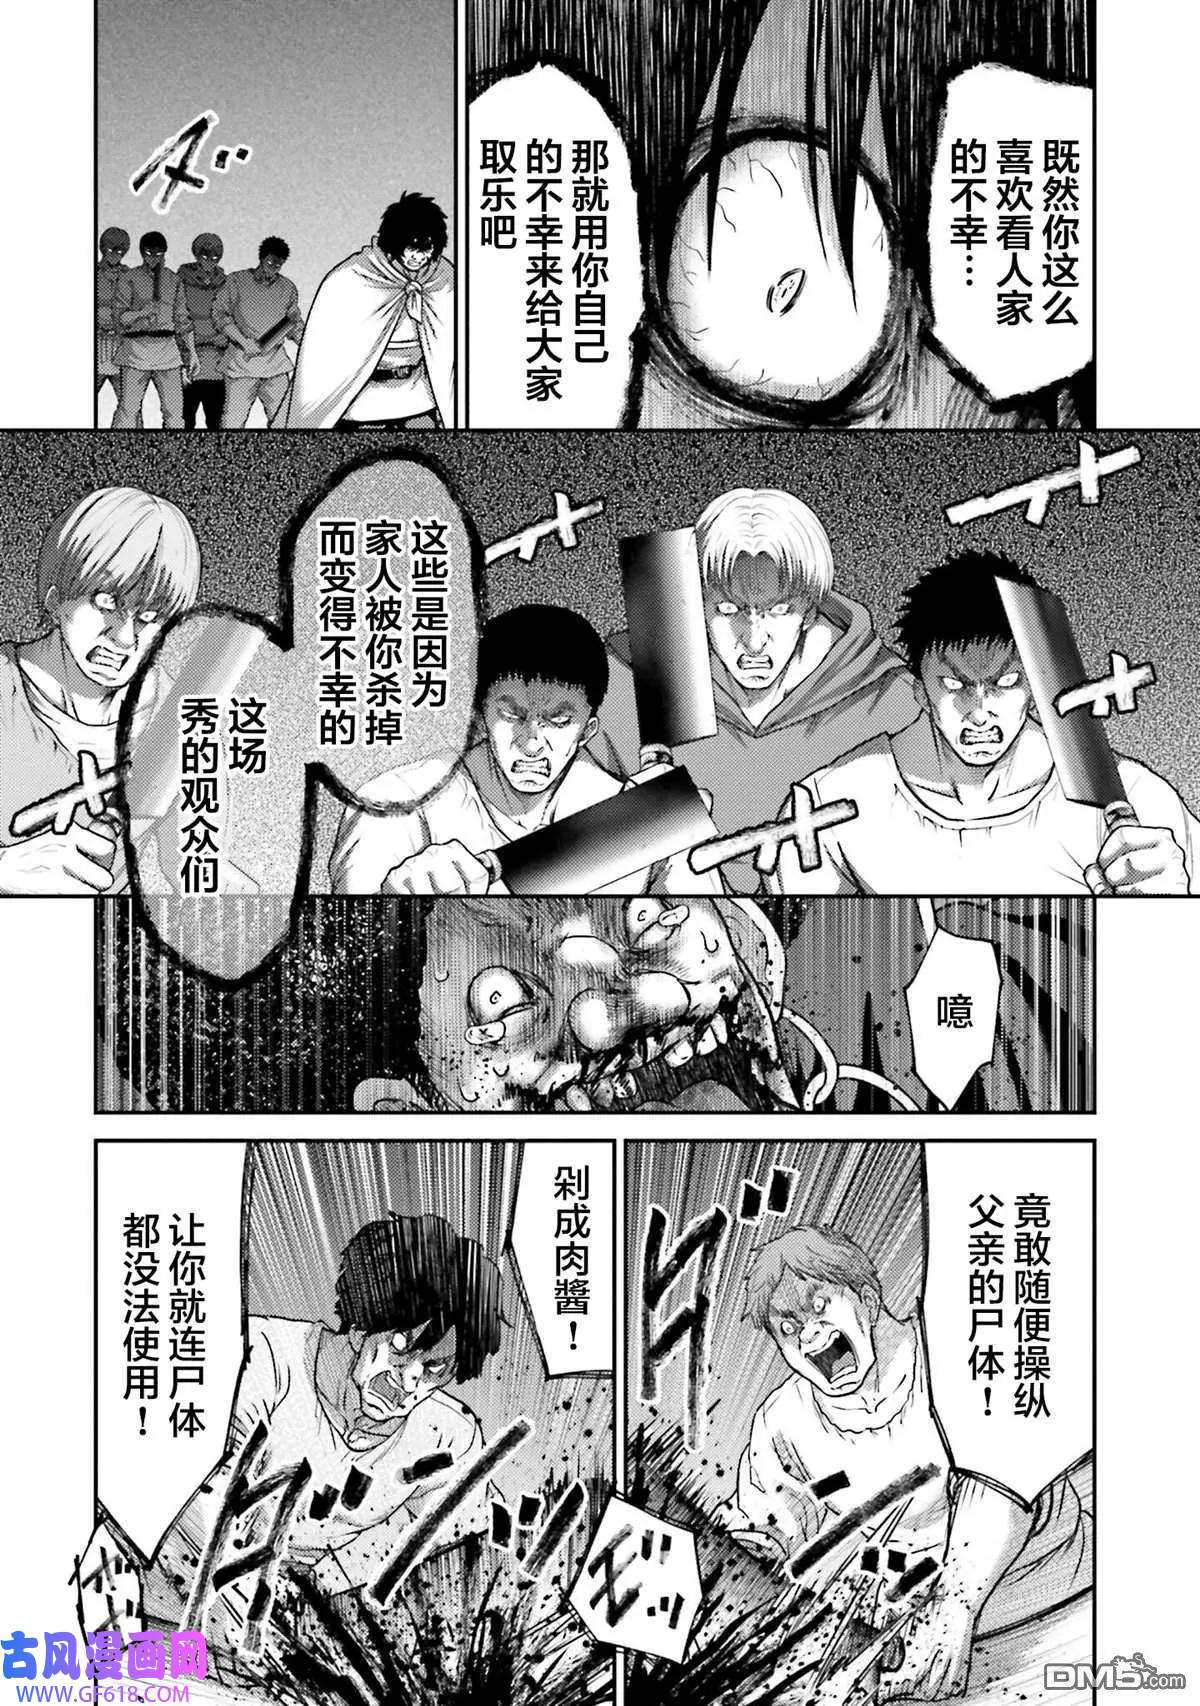 既然你这么
喜欢看人家
的不幸…
那就用你自己
的不幸来给大家
取乐吧
这些是因为
家人被你杀掉
而变得不幸的
这场
秀的观众们
噫
竟敢随便操纵
父亲的尸体！
剁成肉醬！
让你就连尸体
都没法使用！
古风漫画网
WWW.GF618.COM
DM5.com